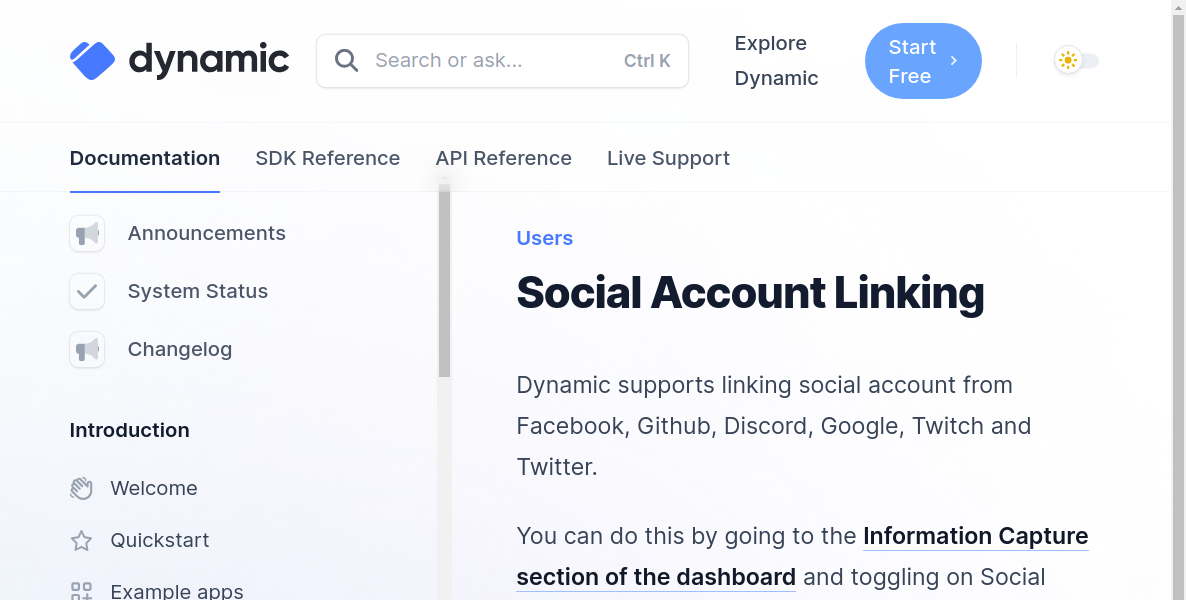 dynamic
Search or ask...
Ctrl K
Explore
Dynamic
Start
Free
Documentation
SDK Reference
API Reference
Live Support
Announcements
System Status
Changelog
Introduction
Welcome
Quickstart
Example apps
Users
Social Account Linking
Dynamic supports linking social account from
Facebook, Github, Discord, Google, Twitch and
Twitter.
You can do this by going to the Information Capture
section of the dashboard and toggling on Social